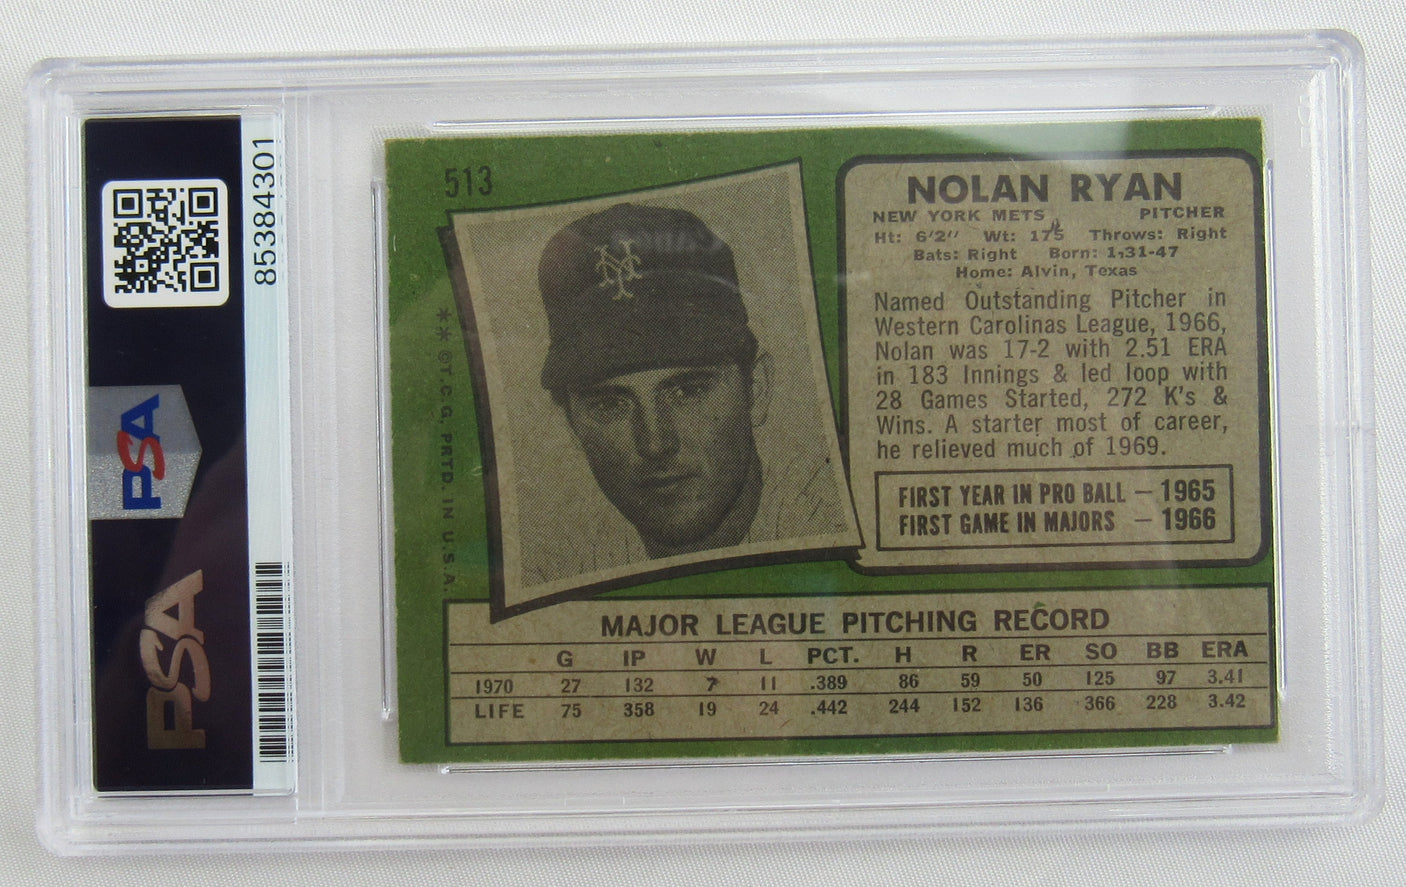 85384301
PSA
PSA
513
NY
** ©T.C.G. PRTD. IN U.S.A.
NOLAN RYAN
NEW YORK METS PITCHER
Ht: 6'2" Wt: 175 Throws: Right
Bats: Right Born: 1-31-47
Home: Alvin, Texas
Named Outstanding Pitcher in
Western Carolinas League, 1966,
Nolan was 17-2 with 2.51 ERA
in 183 Innings & led loop with
28 Games Started, 272 K's &
Wins. A starter most of career,
he relieved much of 1969.
FIRST YEAR IN PRO BALL — 1965
FIRST GAME IN MAJORS — 1966
MAJOR LEAGUE PITCHING RECORD
G IP W L PCT. H R ER SO BB ERA
1970 27 132 7 11 .389 86 59 50 125 97 3.41
LIFE 75 358 19 24 .442 244 152 136 366 228 3.42